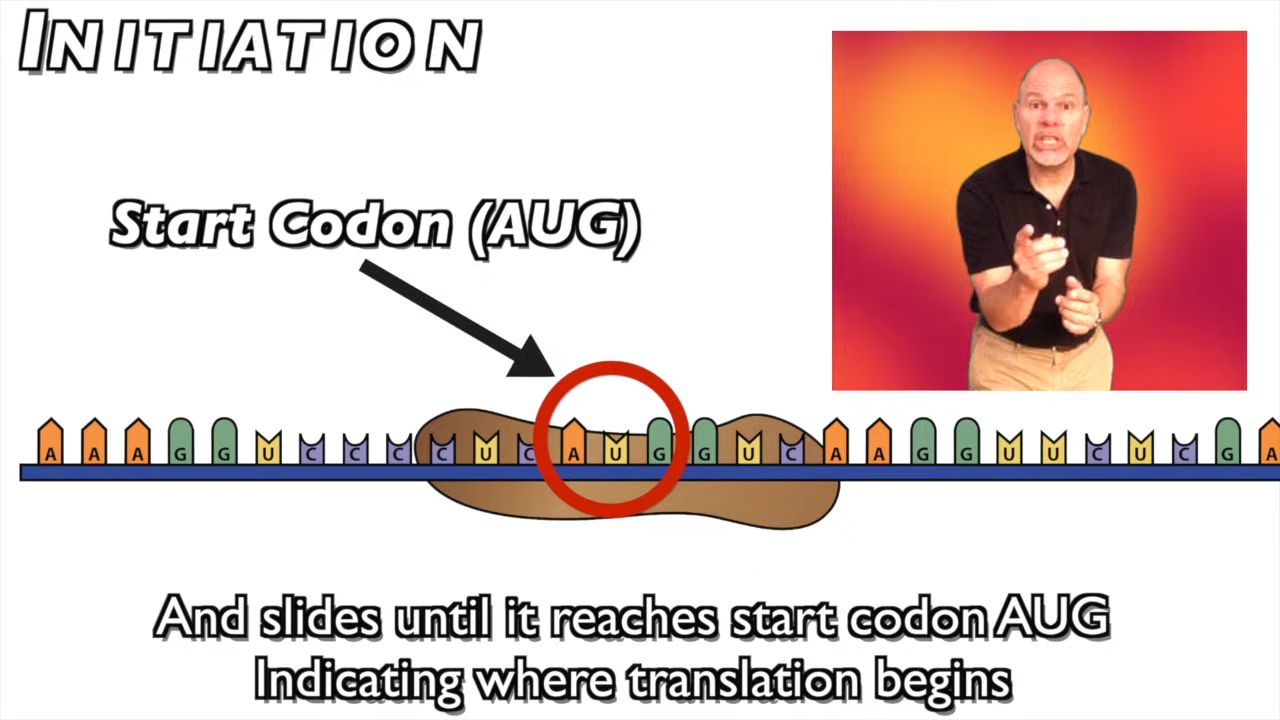 INITIATION
Start Codon (AUG)
A A A G G U C C C C U C A U G G U C A A G G U U C U C G A
And slides until it reaches start codon AUG
Indicating where translation begins